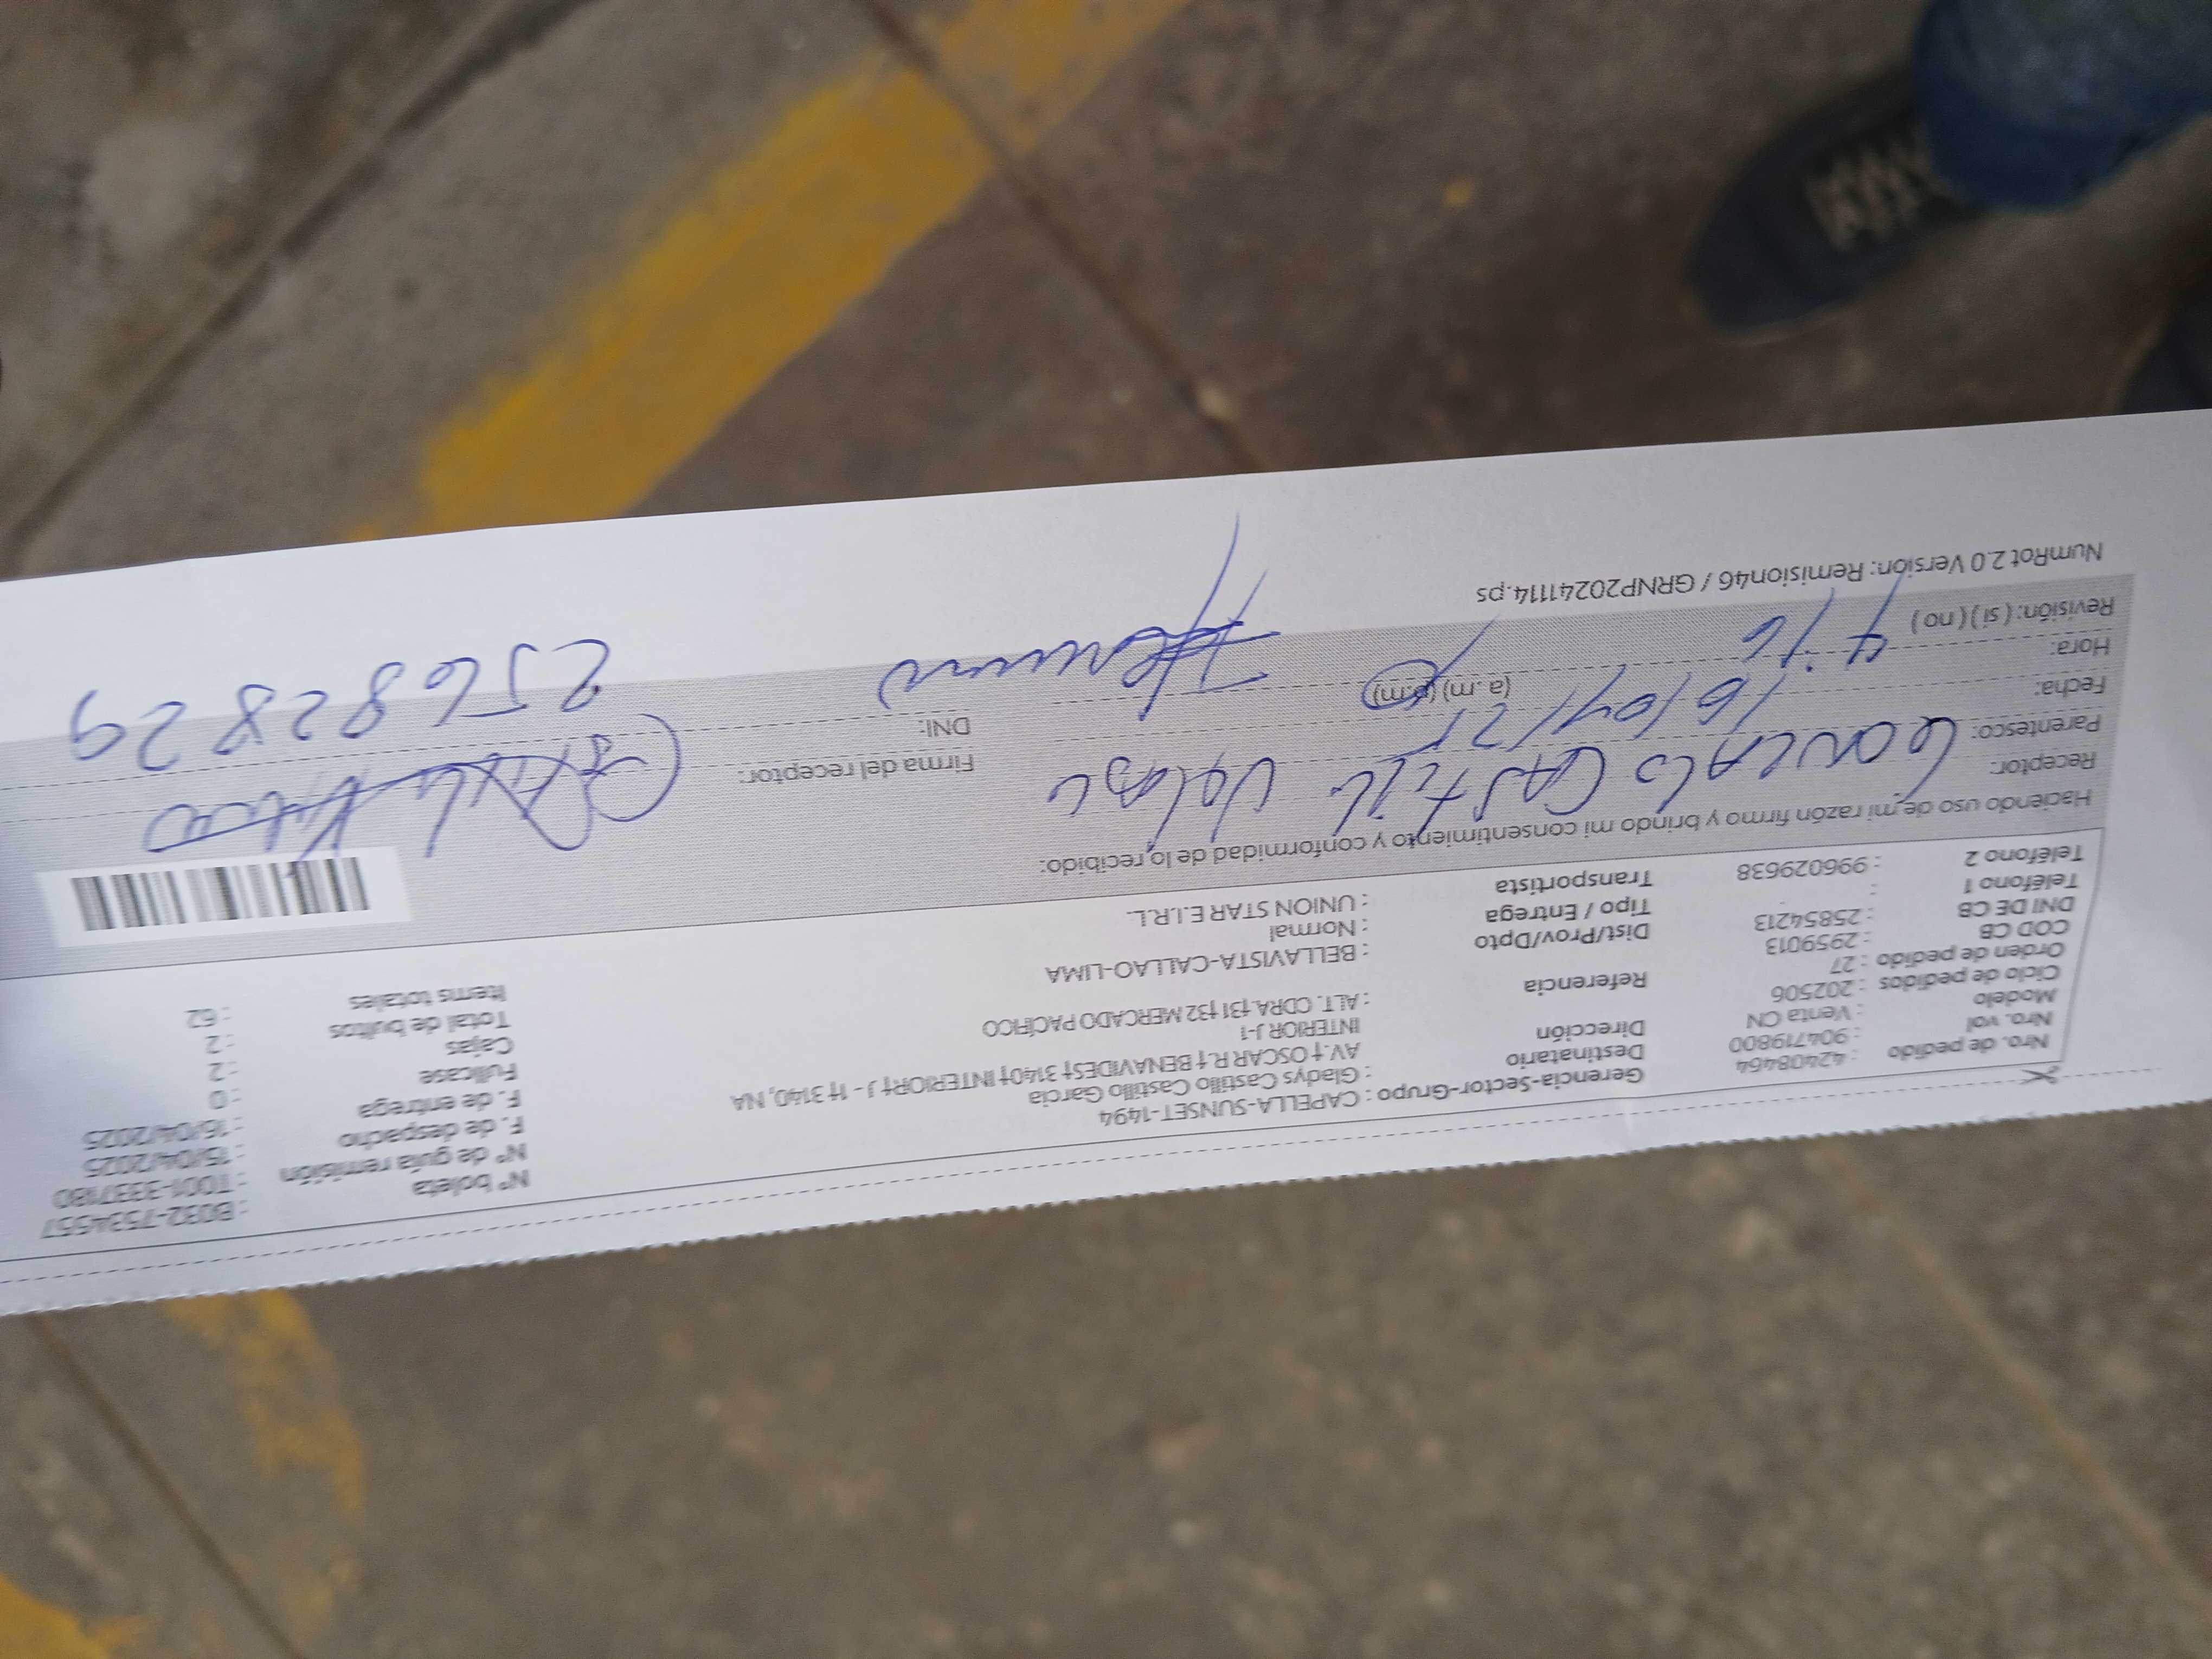 Nro. de pedido : 42408464
Nro. vol : 904719800
Modelo : Venta CN
Ciclo de pedidos : 202506
Orden de pedido : 27
COD CB : 2959013
DNI DE CB : 25854213
Teléfono 1 :
Teléfono 2 : 996029638
Gerencia-Sector-Grupo : CAPELLA-SUNSET-1494
Destinatario : Gladys Castillo Castillo Garcia
Dirección AV.† OSCAR R.† BENAVIDES† 3140† INTERIOR† J - 1† 3140, NA
INTERIOR J-1
Referencia : ALT. CDRA. †31 †32 MERCADO PACÍFICO
Dist/Prov/Dpto : BELLAVISTA-CALLAO-LIMA
Tipo / Entrega : Normal
Transportista : UNION STAR E.I.R.L.
N° boleta : B032-7534557
N° de guía remisión : T001-3337180
F. de despacho : 15/04/2025
F. de entrega : 16/04/2025
Fullcase : 0
Cajas : 2
Total de bultos : 2
Items totales : 62
Haciendo uso de mi razón firmo y brindo mi consentimiento y conformidad de lo recibido:
Receptor: GONZALO CASTILLO
Parentesco:
Fecha: 16/04/25
Hora: 4:16 (a. m) (p.m)
Revisión: ( si ) ( no )
Firma del receptor:
DNI: 25682829
NumRot 2.0 Versión: Remision46 / GRNP20241114.ps